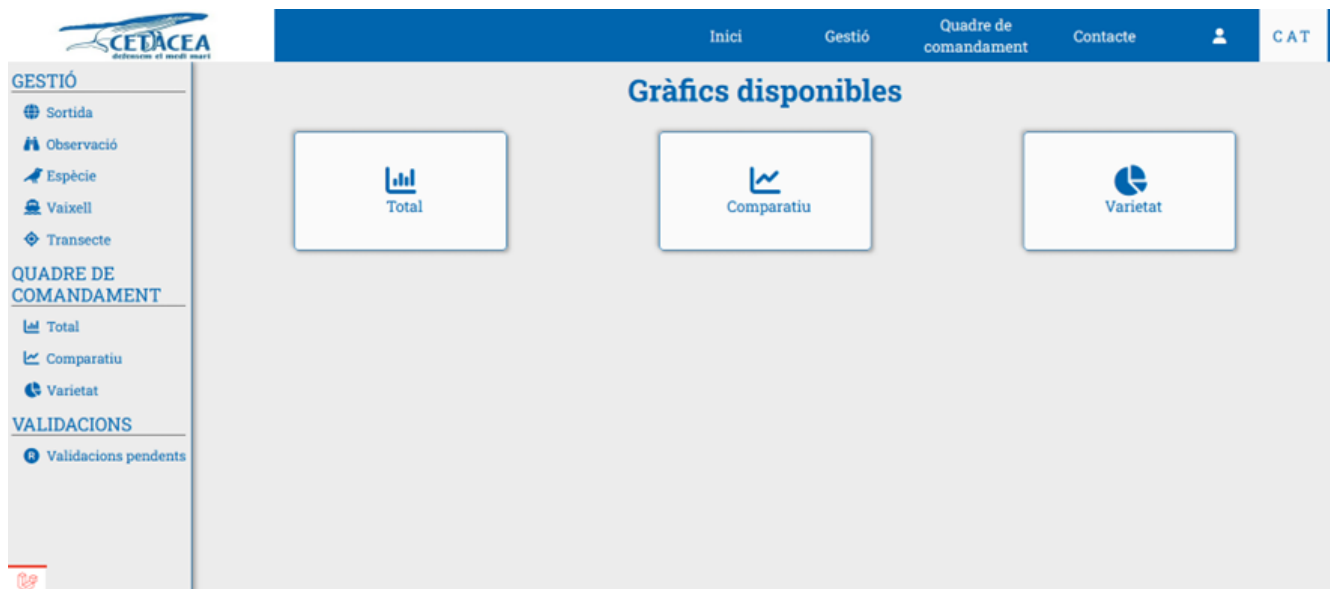 CETÀCEA
defensem el medi marí
Inici
Gestió
Quadre de
comandament
Contacte
CAT
GESTIÓ
Sortida
Observació
Espècie
Vaixell
Transecte
QUADRE DE
COMANDAMENT
Total
Comparatiu
Varietat
VALIDACIONS
R Validacions pendents
Gràfics disponibles
Total
Comparatiu
Varietat